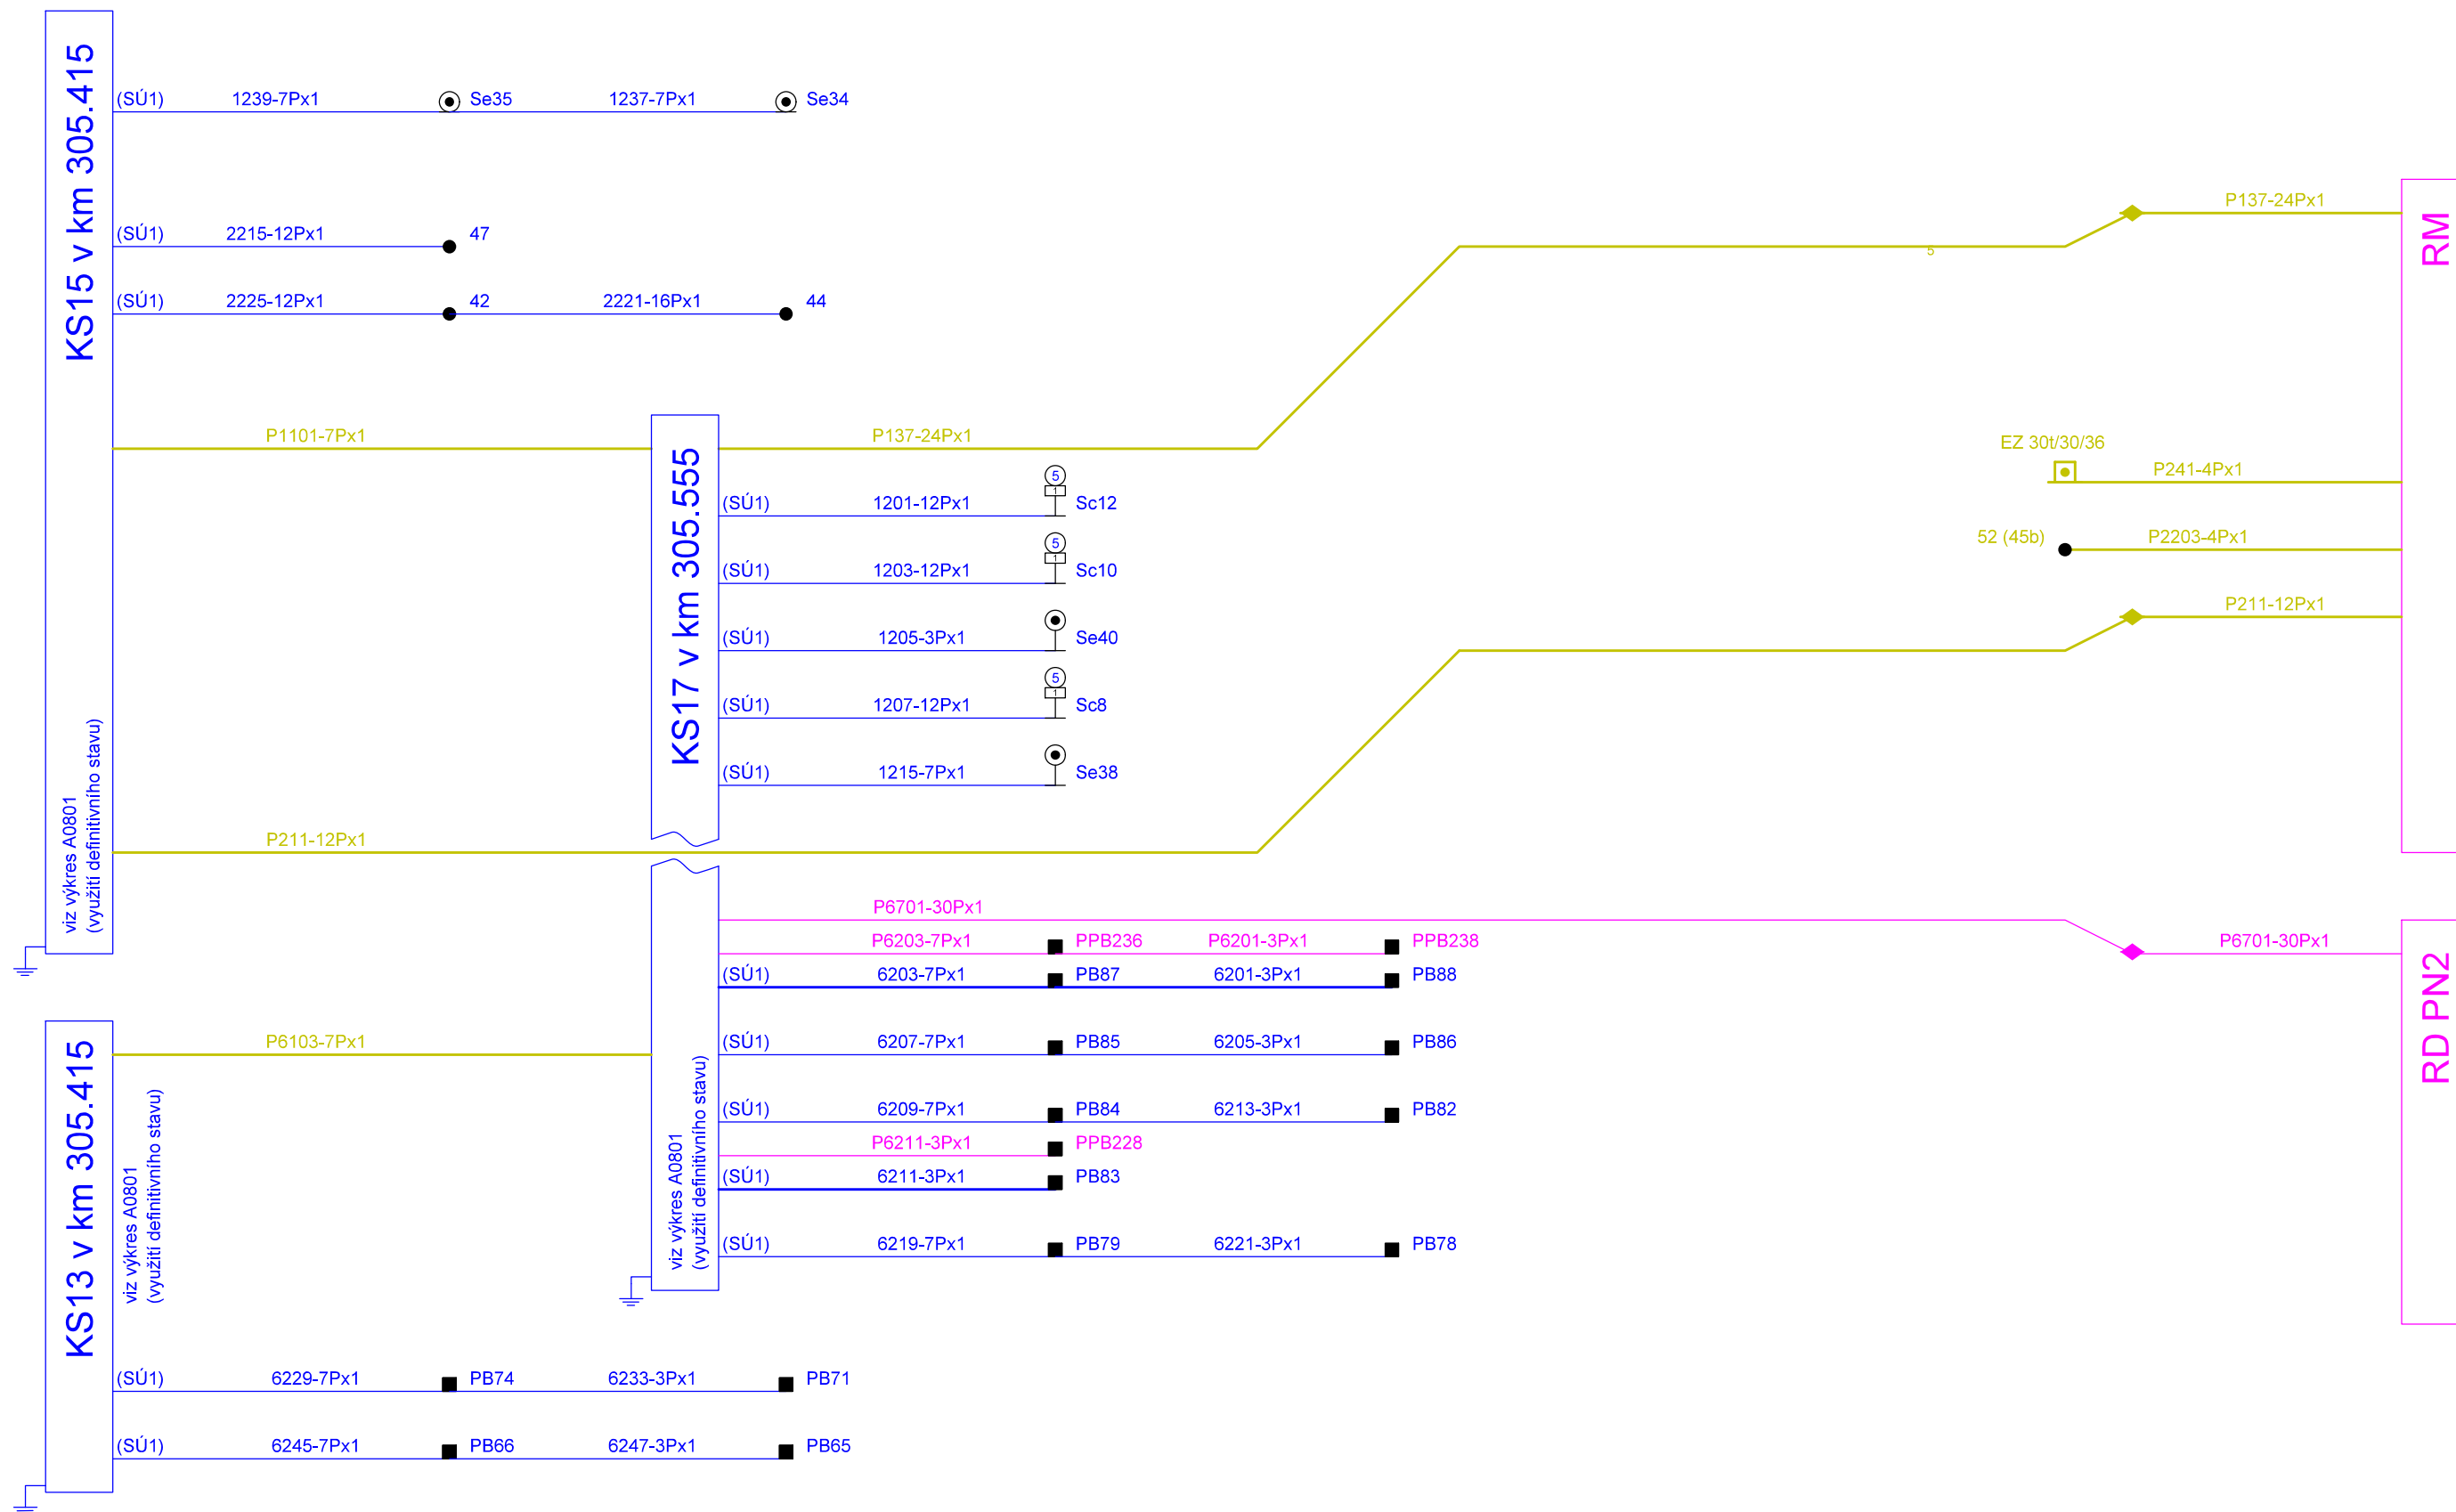 KS15 v km 305.415
viz výkres A0801
(využití definitivního stavu)
(SÚ1) 1239-7Px1 Se35 1237-7Px1 Se34
(SÚ1) 2215-12Px1 47
(SÚ1) 2225-12Px1 42 2221-16Px1 44
P1101-7Px1
P211-12Px1
KS17 v km 305.555
P137-24Px1
5
1
(SÚ1) 1201-12Px1 Sc12
5
1
(SÚ1) 1203-12Px1 Sc10
(SÚ1) 1205-3Px1 Se40
5
1
(SÚ1) 1207-12Px1 Sc8
(SÚ1) 1215-7Px1 Se38
5
P137-24Px1
RM
EZ 30t/30/36
P241-4Px1
52 (45b) P2203-4Px1
P211-12Px1
P6701-30Px1
P6203-7Px1 PPB236 P6201-3Px1 PPB238
(SÚ1) 6203-7Px1 PB87 6201-3Px1 PB88
(SÚ1) 6207-7Px1 PB85 6205-3Px1 PB86
(SÚ1) 6209-7Px1 PB84 6213-3Px1 PB82
P6211-3Px1 PPB228
(SÚ1) 6211-3Px1 PB83
(SÚ1) 6219-7Px1 PB79 6221-3Px1 PB78
viz výkres A0801
(využití definitivního stavu)
P6701-30Px1
RD PN2
KS13 v km 305.415
P6103-7Px1
viz výkres A0801
(využití definitivního stavu)
(SÚ1) 6229-7Px1 PB74 6233-3Px1 PB71
(SÚ1) 6245-7Px1 PB66 6247-3Px1 PB65